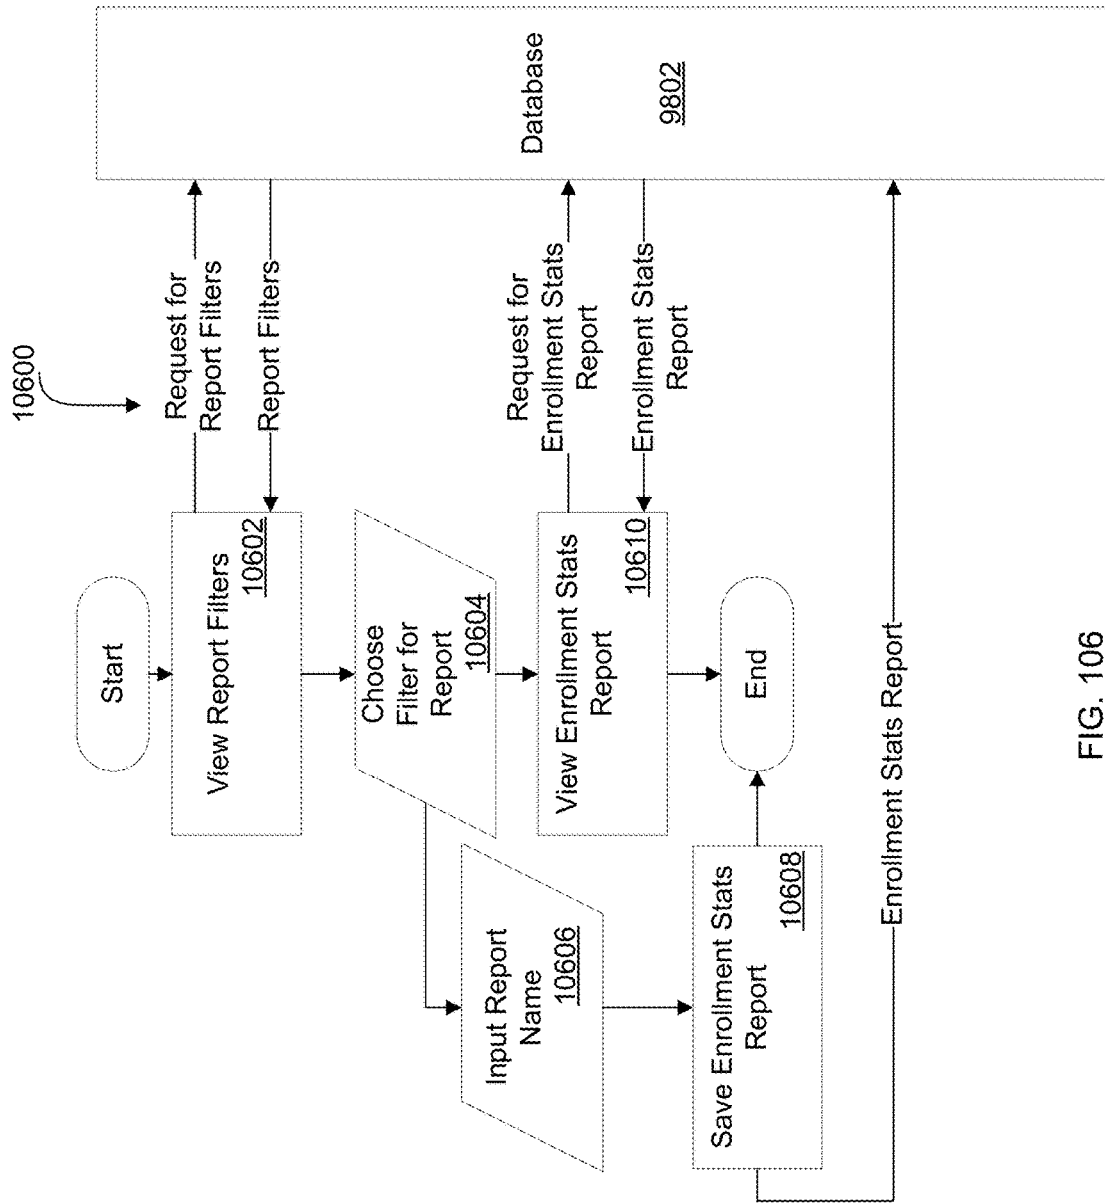 10600
Start
View Report Filters
10602
Request for
Report Filters
Report Filters
Choose
Filter for
Report
10604
Input Report
Name
10606
View Enrollment Stats
Report
10610
Request for
Enrollment Stats
Report
Enrollment Stats
Report
Save Enrollment Stats
Report
10608
End
Enrollment Stats Report
Database
9802
FIG. 106